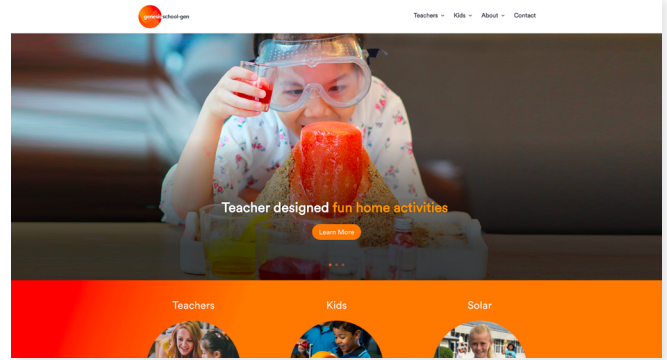 genesis school-gen
Teachers Kids About Contact
Teacher designed fun home activities
Learn More
Teachers Kids Solar